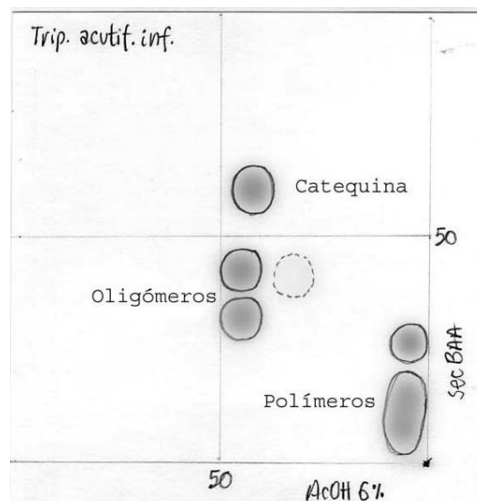 Trip. acutif. inf.
Catequina
50
Oligómeros
sec BAA
Polímeros
50
AcOH 6%